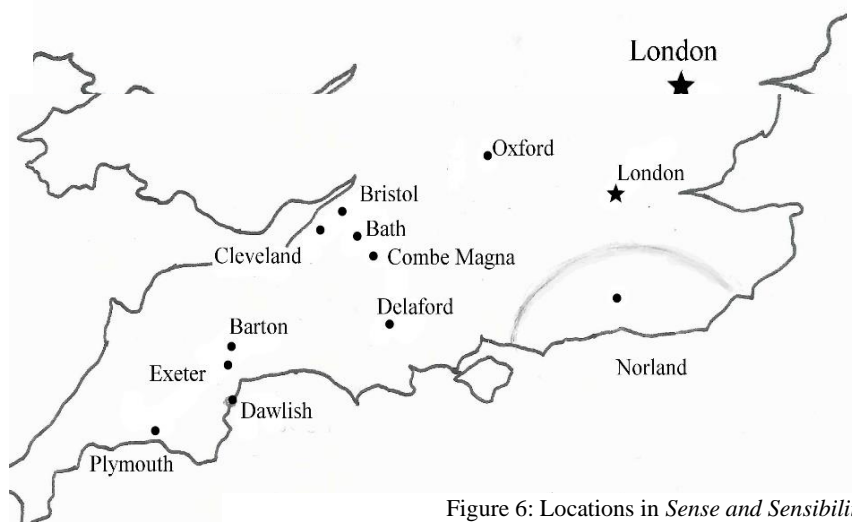 London
Oxford
London
Bristol
Bath
Cleveland
Combe Magna
Delaford
Barton
Exeter
Norland
Dawlish
Plymouth
Figure 6: Locations in Sense and Sensibili